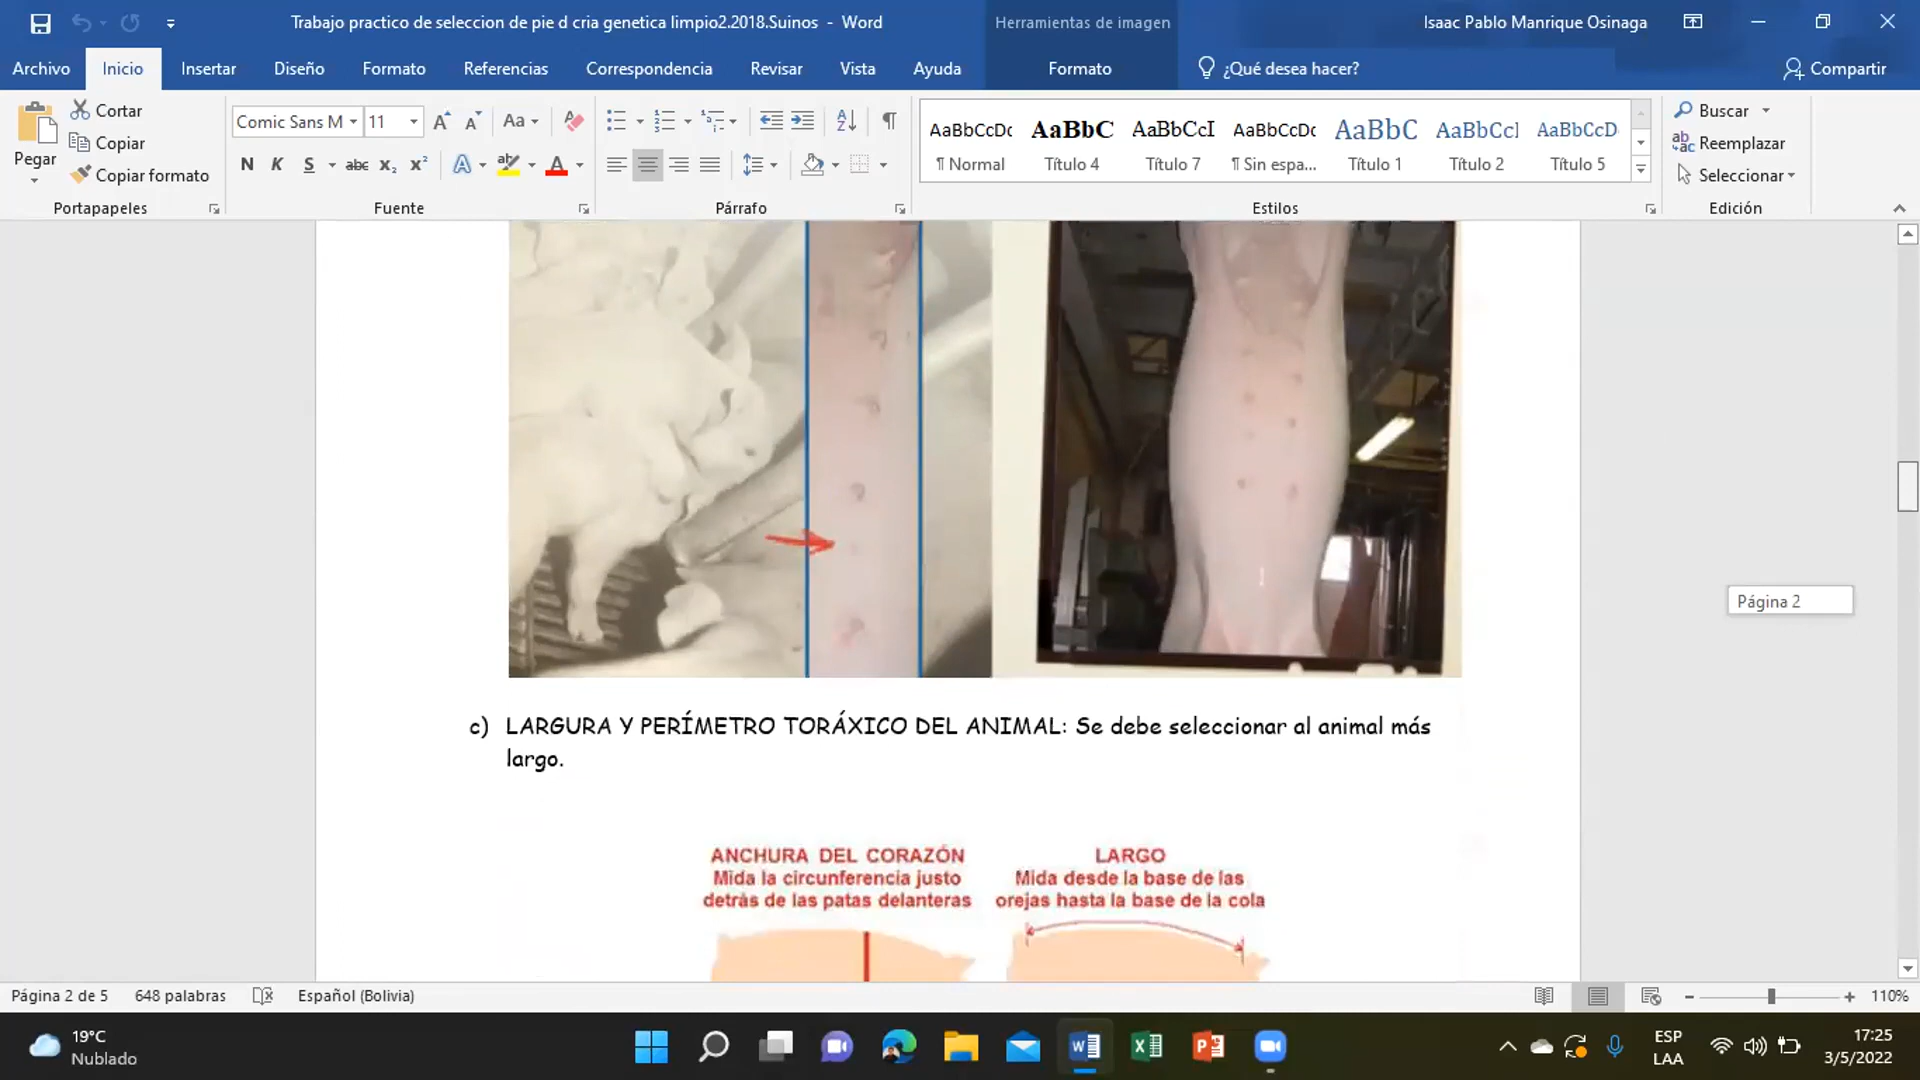 Trabajo practico de seleccion de pie d cria genetica limpio2.2018.Suinos - Word
Herramientas de imagen
Isaac Pablo Manrique Osinaga
Archivo
Inicio
Insertar
Diseño
Formato
Referencias
Correspondencia
Revisar
Vista
Ayuda
Formato
¿Qué desea hacer?
Compartir
Pegar
Cortar
Copiar
Copiar formato
Portapapeles
Comic Sans M
11
Aa
N K S abc x₂ x² A ab A
Fuente
Párrafo
AaBbCcDc
¶ Normal
AaBbC
Título 4
AaBbCcI
Título 7
AaBbCcDc
¶ Sin espa...
AaBbC
Título 1
AaBbCcI
Título 2
AaBbCcD
Título 5
Estilos
Buscar
Reemplazar
Seleccionar
Edición
Página 2
c) LARGURA Y PERÍMETRO TORÁXICO DEL ANIMAL: Se debe seleccionar al animal más
largo.
ANCHURA DEL CORAZÓN
Mida la circunferencia justo
detrás de las patas delanteras
LARGO
Mida desde la base de las
orejas hasta la base de la cola
Página 2 de 5
648 palabras
Español (Bolivia)
110%
19°C
Nublado
ESP
LAA
17:25
3/5/2022